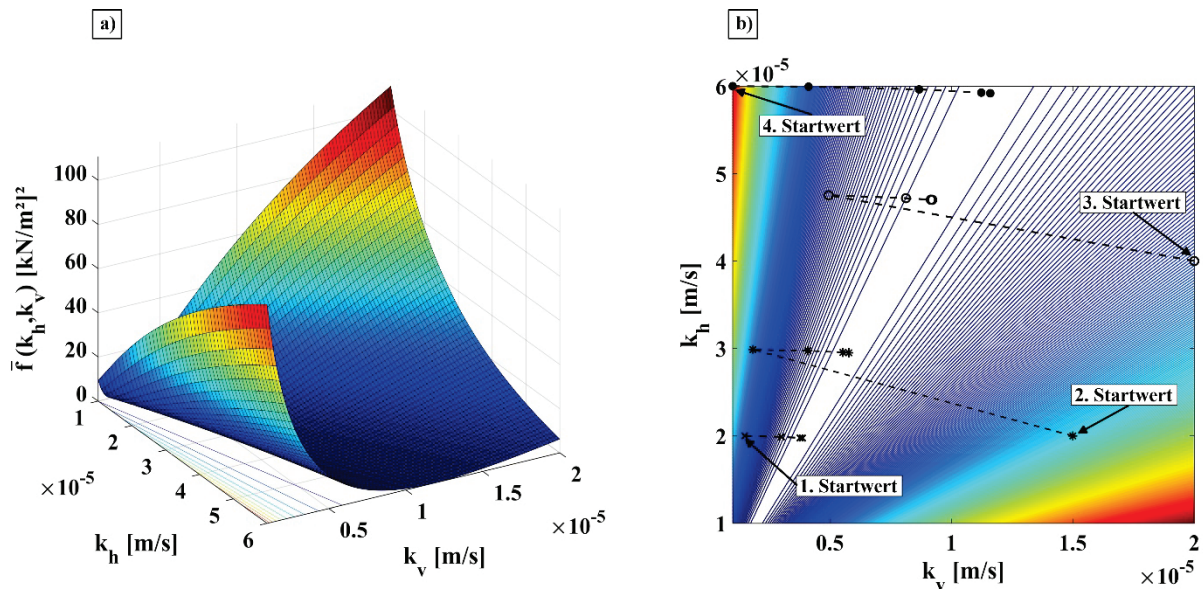 a)
f̄ (k_h,k_v) [kN/m²]²
100
80
60
40
20
0
1
2
3
4
5
6
×10⁻⁵
k_h [m/s]
0.5
1
1.5
2
×10⁻⁵
k_v [m/s]
b)
×10⁻⁵
6
5
4
3
2
1
k_h [m/s]
4. Startwert
3. Startwert
2. Startwert
1. Startwert
0.5
1
1.5
2
k_v [m/s]
×10⁻⁵